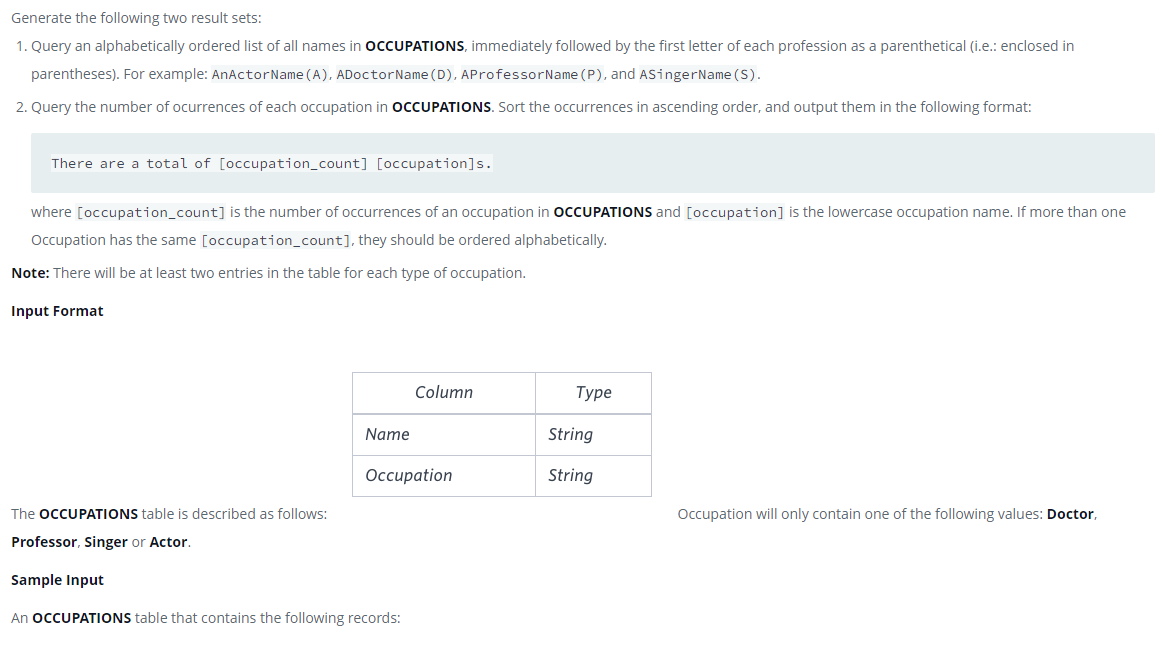 Generate the following two result sets:
1. Query an alphabetically ordered list of all names in OCCUPATIONS, immediately followed by the first letter of each profession as a parenthetical (i.e.: enclosed in
parentheses). For example: AnActorName(A), ADoctorName(D), AProfessorName(P), and ASingerName(S).
2. Query the number of ocurrences of each occupation in OCCUPATIONS. Sort the occurrences in ascending order, and output them in the following format:
There are a total of [occupation_count] [occupation]s.
where [occupation_count] is the number of occurrences of an occupation in OCCUPATIONS and [occupation] is the lowercase occupation name. If more than one
Occupation has the same [occupation_count], they should be ordered alphabetically.
Note: There will be at least two entries in the table for each type of occupation.
Input Format
Column Type
Name String
Occupation String
The OCCUPATIONS table is described as follows: Occupation will only contain one of the following values: Doctor,
Professor, Singer or Actor.
Sample Input
An OCCUPATIONS table that contains the following records: